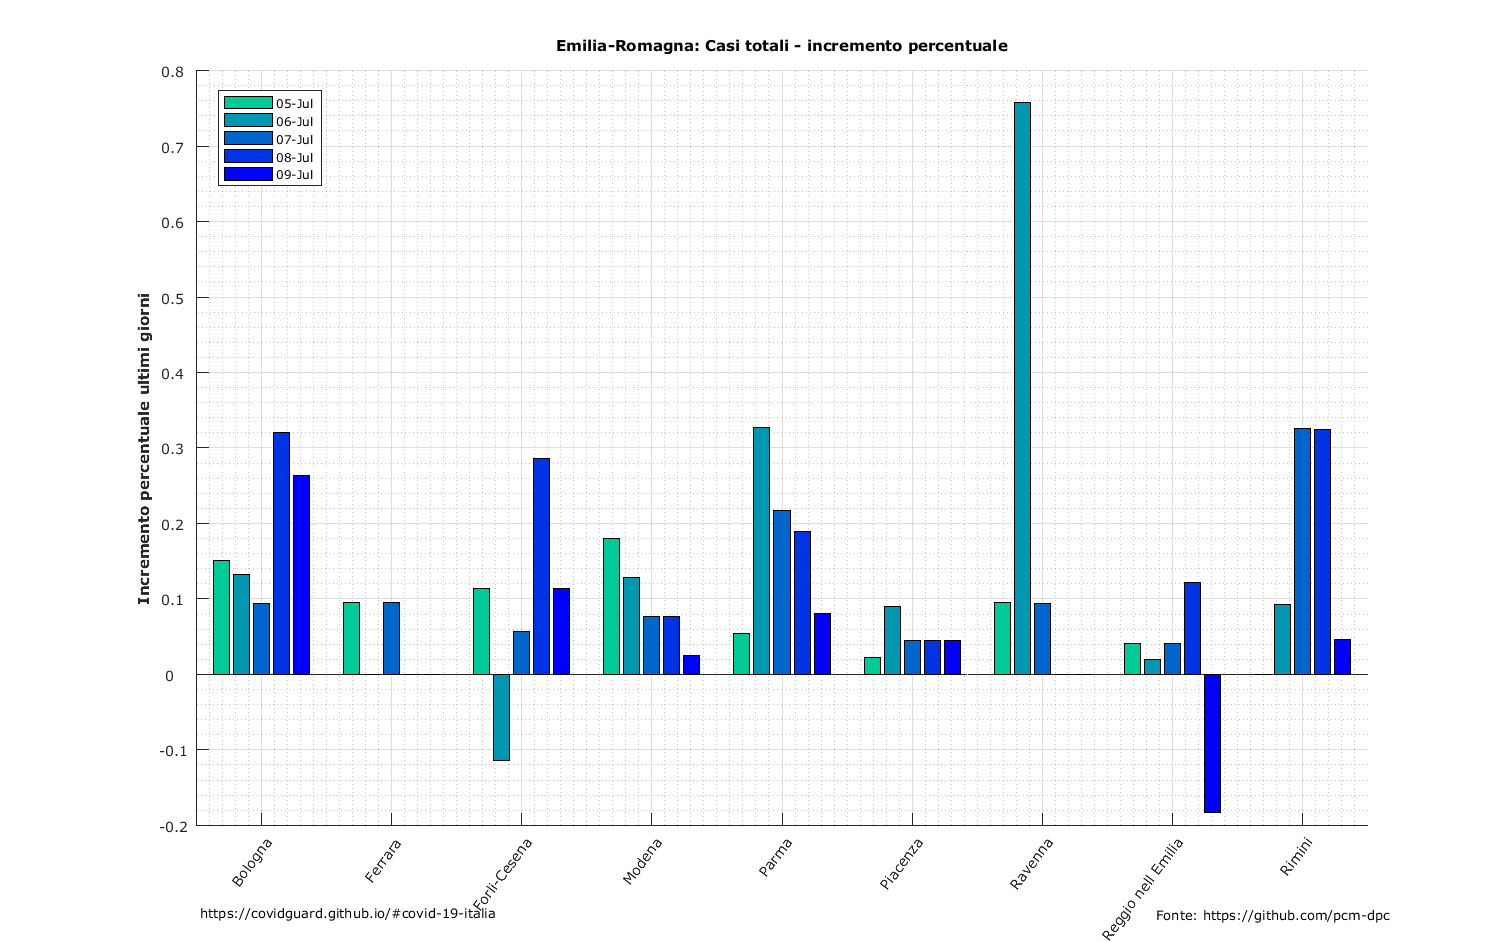 Emilia-Romagna: Casi totali - incremento percentuale
05-Jul
06-Jul
07-Jul
08-Jul
09-Jul
Incremento percentuale ultimi giorni
0.8
0.7
0.6
0.5
0.4
0.3
0.2
0.1
0
-0.1
-0.2
Bologna
Ferrara
Forlì-Cesena
Modena
Parma
Piacenza
Ravenna
Reggio nell Emilia
Rimini
https://covidguard.github.io/#covid-19-italia
Fonte: https://github.com/pcm-dpc